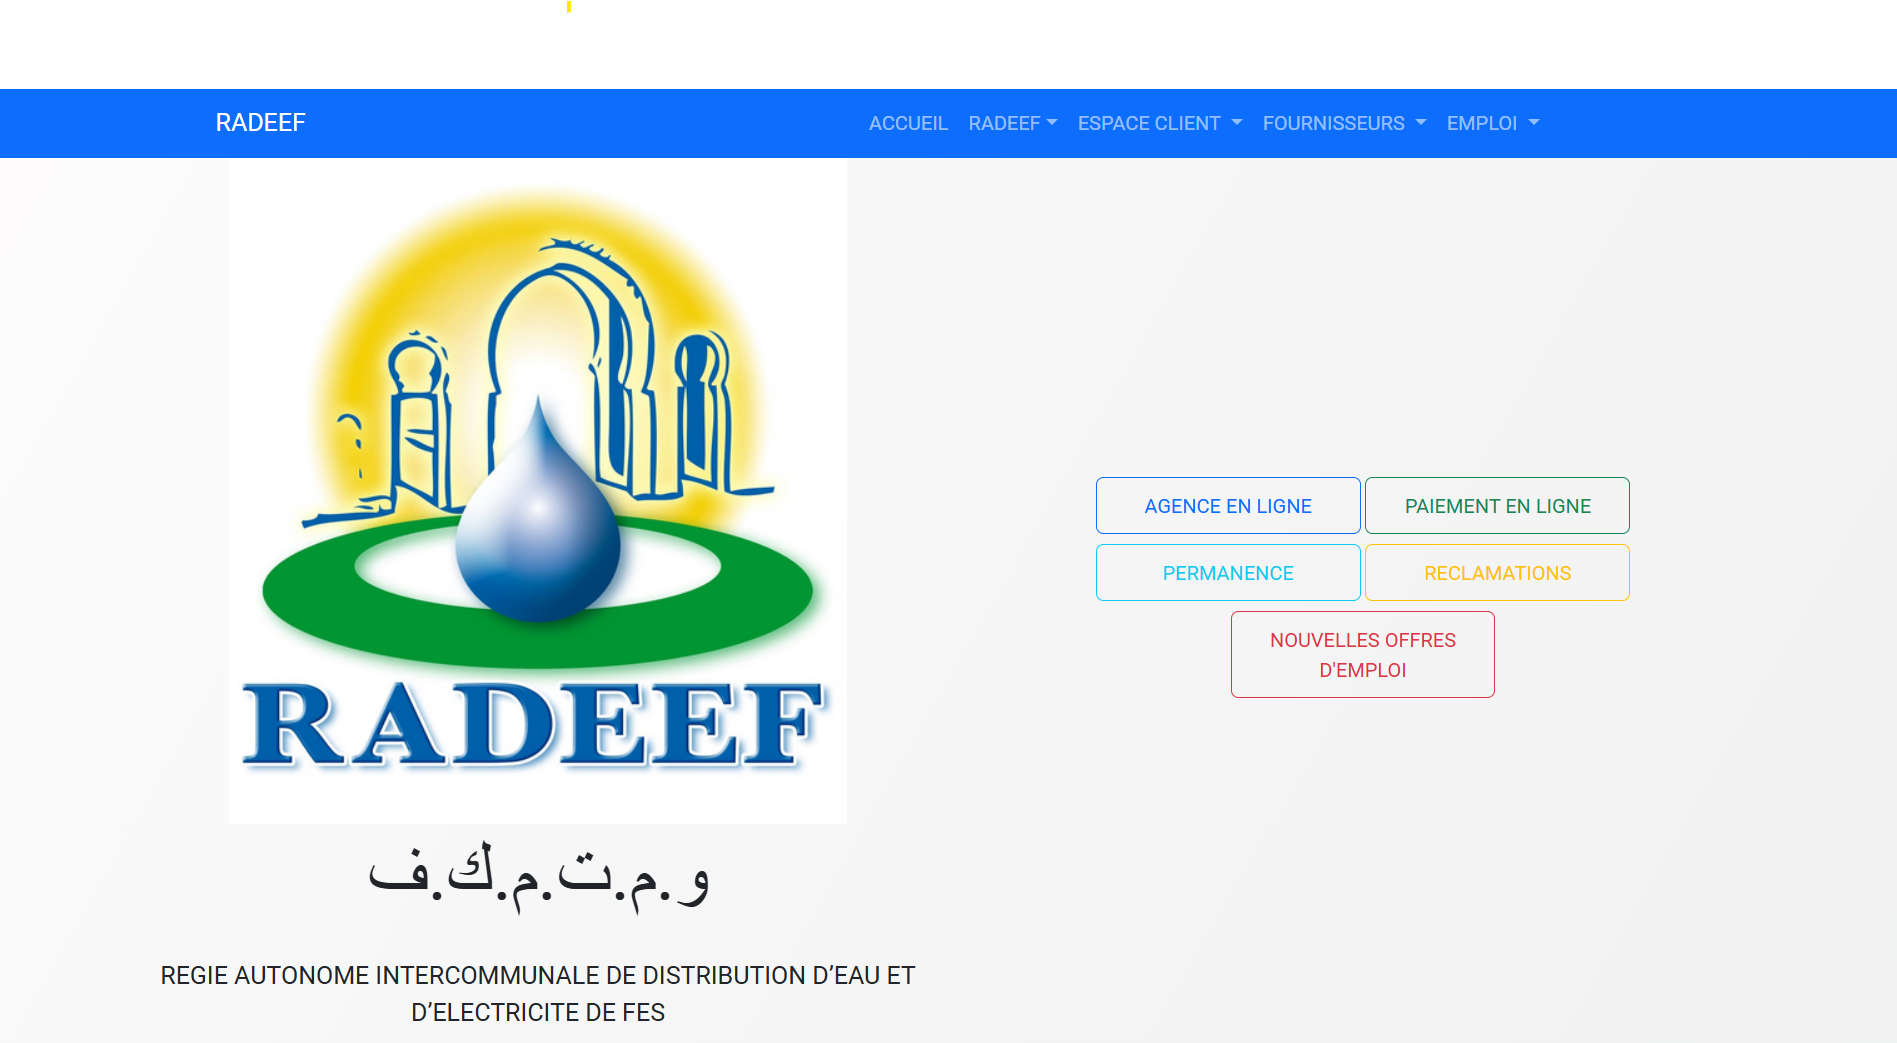 RADEEF
ACCUEIL RADEEF ESPACE CLIENT FOURNISSEURS EMPLOI
RADEEF
و.م.ت.م.ك.ف
REGIE AUTONOME INTERCOMMUNALE DE DISTRIBUTION D’EAU ET
D’ELECTRICITE DE FES
AGENCE EN LIGNE
PAIEMENT EN LIGNE
PERMANENCE
RECLAMATIONS
NOUVELLES OFFRES
D'EMPLOI